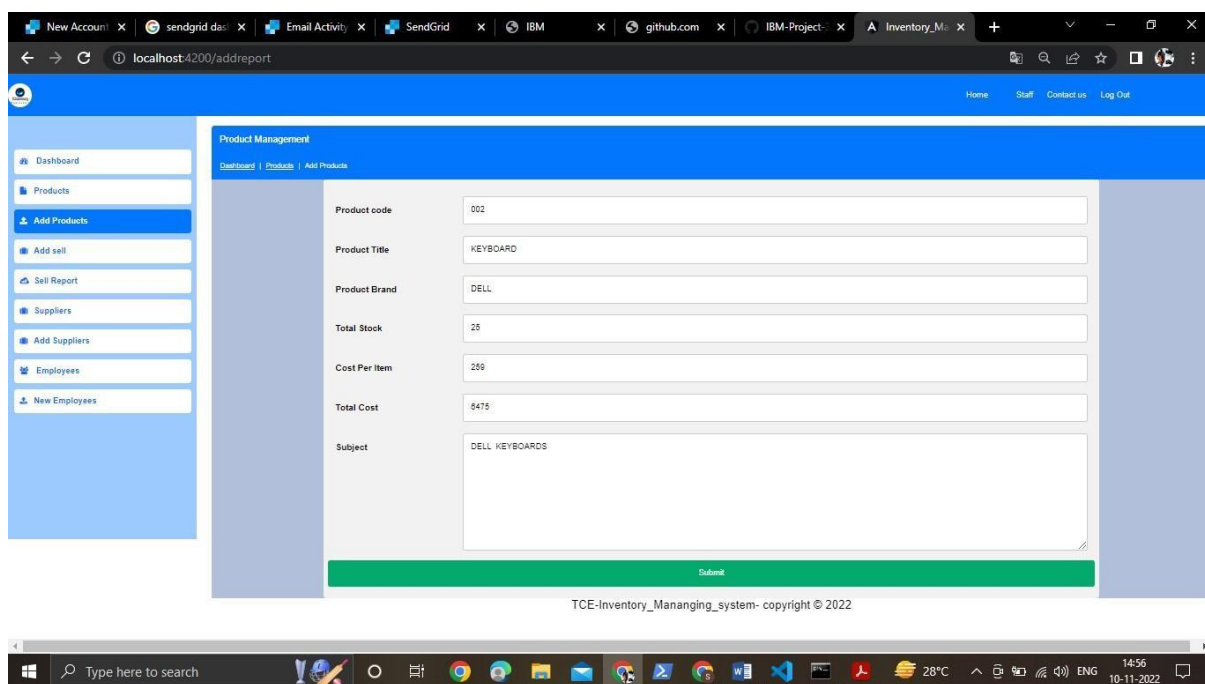 New Account
sendgrid das
Email Activity
SendGrid
IBM
github.com
IBM-Project-
Inventory_Ma
localhost:4200/addreport
Home Staff Contact us Log Out
Product Management
Dashboard | Products | Add Products
Dashboard
Products
Add Products
Add sell
Sell Report
Suppliers
Add Suppliers
Employees
New Employees
Product code 002
Product Title KEYBOARD
Product Brand DELL
Total Stock 25
Cost Per Item 259
Total Cost 6475
Subject DELL KEYBOARDS
Submit
TCE-Inventory_Mananging_system- copyright © 2022
Type here to search
28°C
ENG
14:56
10-11-2022